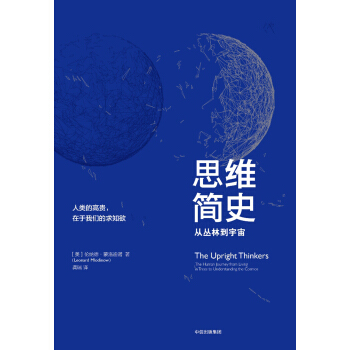 人类的高贵，
在于我们的求知欲
思维
简史
从丛林到宇宙
[美] 伦纳德·蒙洛迪诺 著
(Leonard Mlodinow)
龚瑞 译
The Upright Thinkers
The Human Journey from Living
in Trees to Understanding the Cosmos
中信出版集团